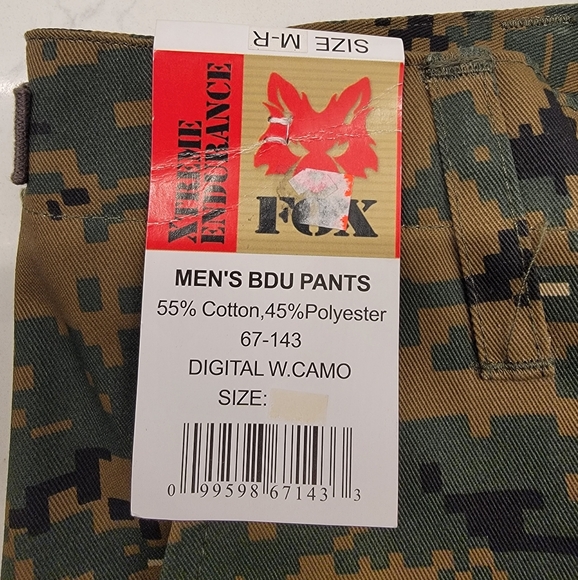 SIZE M-R
XTREME
ENDURANCE
FOX
MEN'S BDU PANTS
55% Cotton,45%Polyester
67-143
DIGITAL W.CAMO
SIZE:
0 99598 67143 3